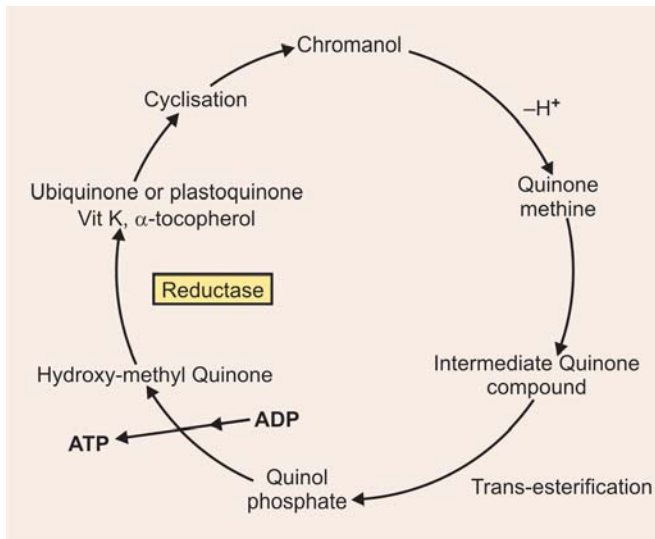 Chromanol
–H⁺
Quinone
methine
Intermediate Quinone
compound
Trans-esterification
Quinol
phosphate
ADP
ATP
Hydroxy-methyl Quinone
Reductase
Ubiquinone or plastoquinone
Vit K, α-tocopherol
Cyclisation